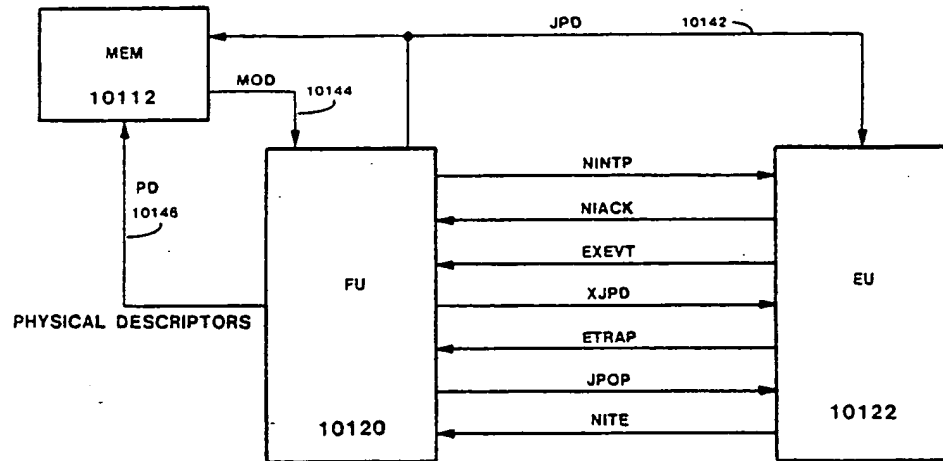 JPD
10142
MEM
10112
MOD
10144
PD
10146
PHYSICAL DESCRIPTORS
FU
10120
NINTP
NIACK
EXEVT
XJPD
ETRAP
JPOP
NITE
EU
10122